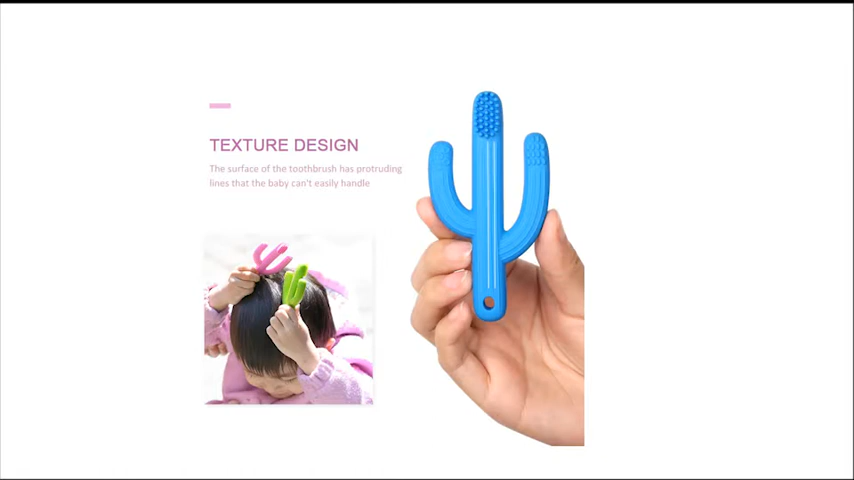 TEXTURE DESIGN
The surface of the toothbrush has protruding
lines that the baby can't easily handle